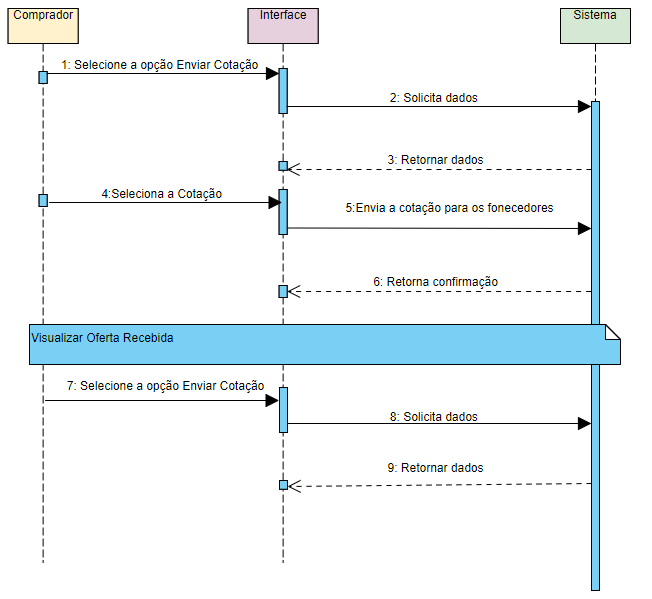 Comprador
Interface
Sistema
1: Selecione a opção Enviar Cotação
2: Solicita dados
3: Retornar dados
4:Seleciona a Cotação
5:Envia a cotação para os fonecedores
6: Retorna confirmação
Visualizar Oferta Recebida
7: Selecione a opção Enviar Cotação
8: Solicita dados
9: Retornar dados